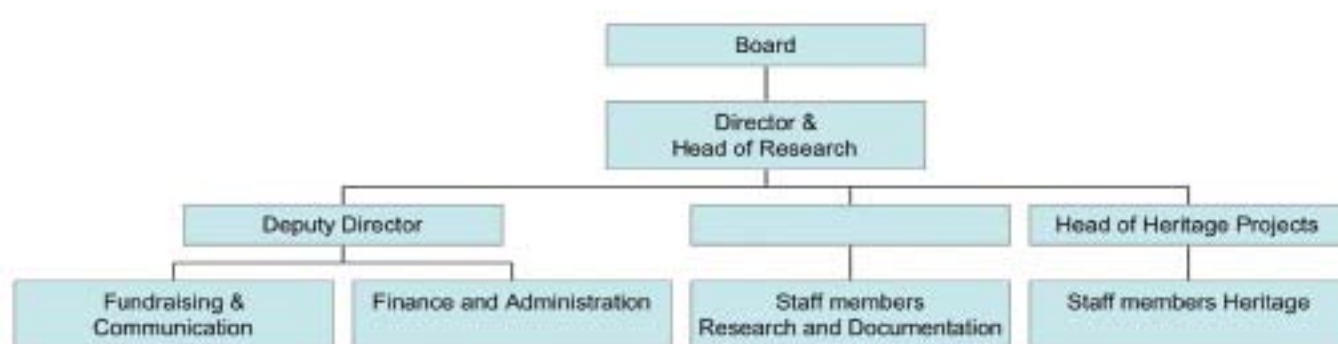 Board
Director &
Head of Research
Deputy Director
Head of Heritage Projects
Fundraising &
Communication
Finance and Administration
Staff members
Research and Documentation
Staff members Heritage